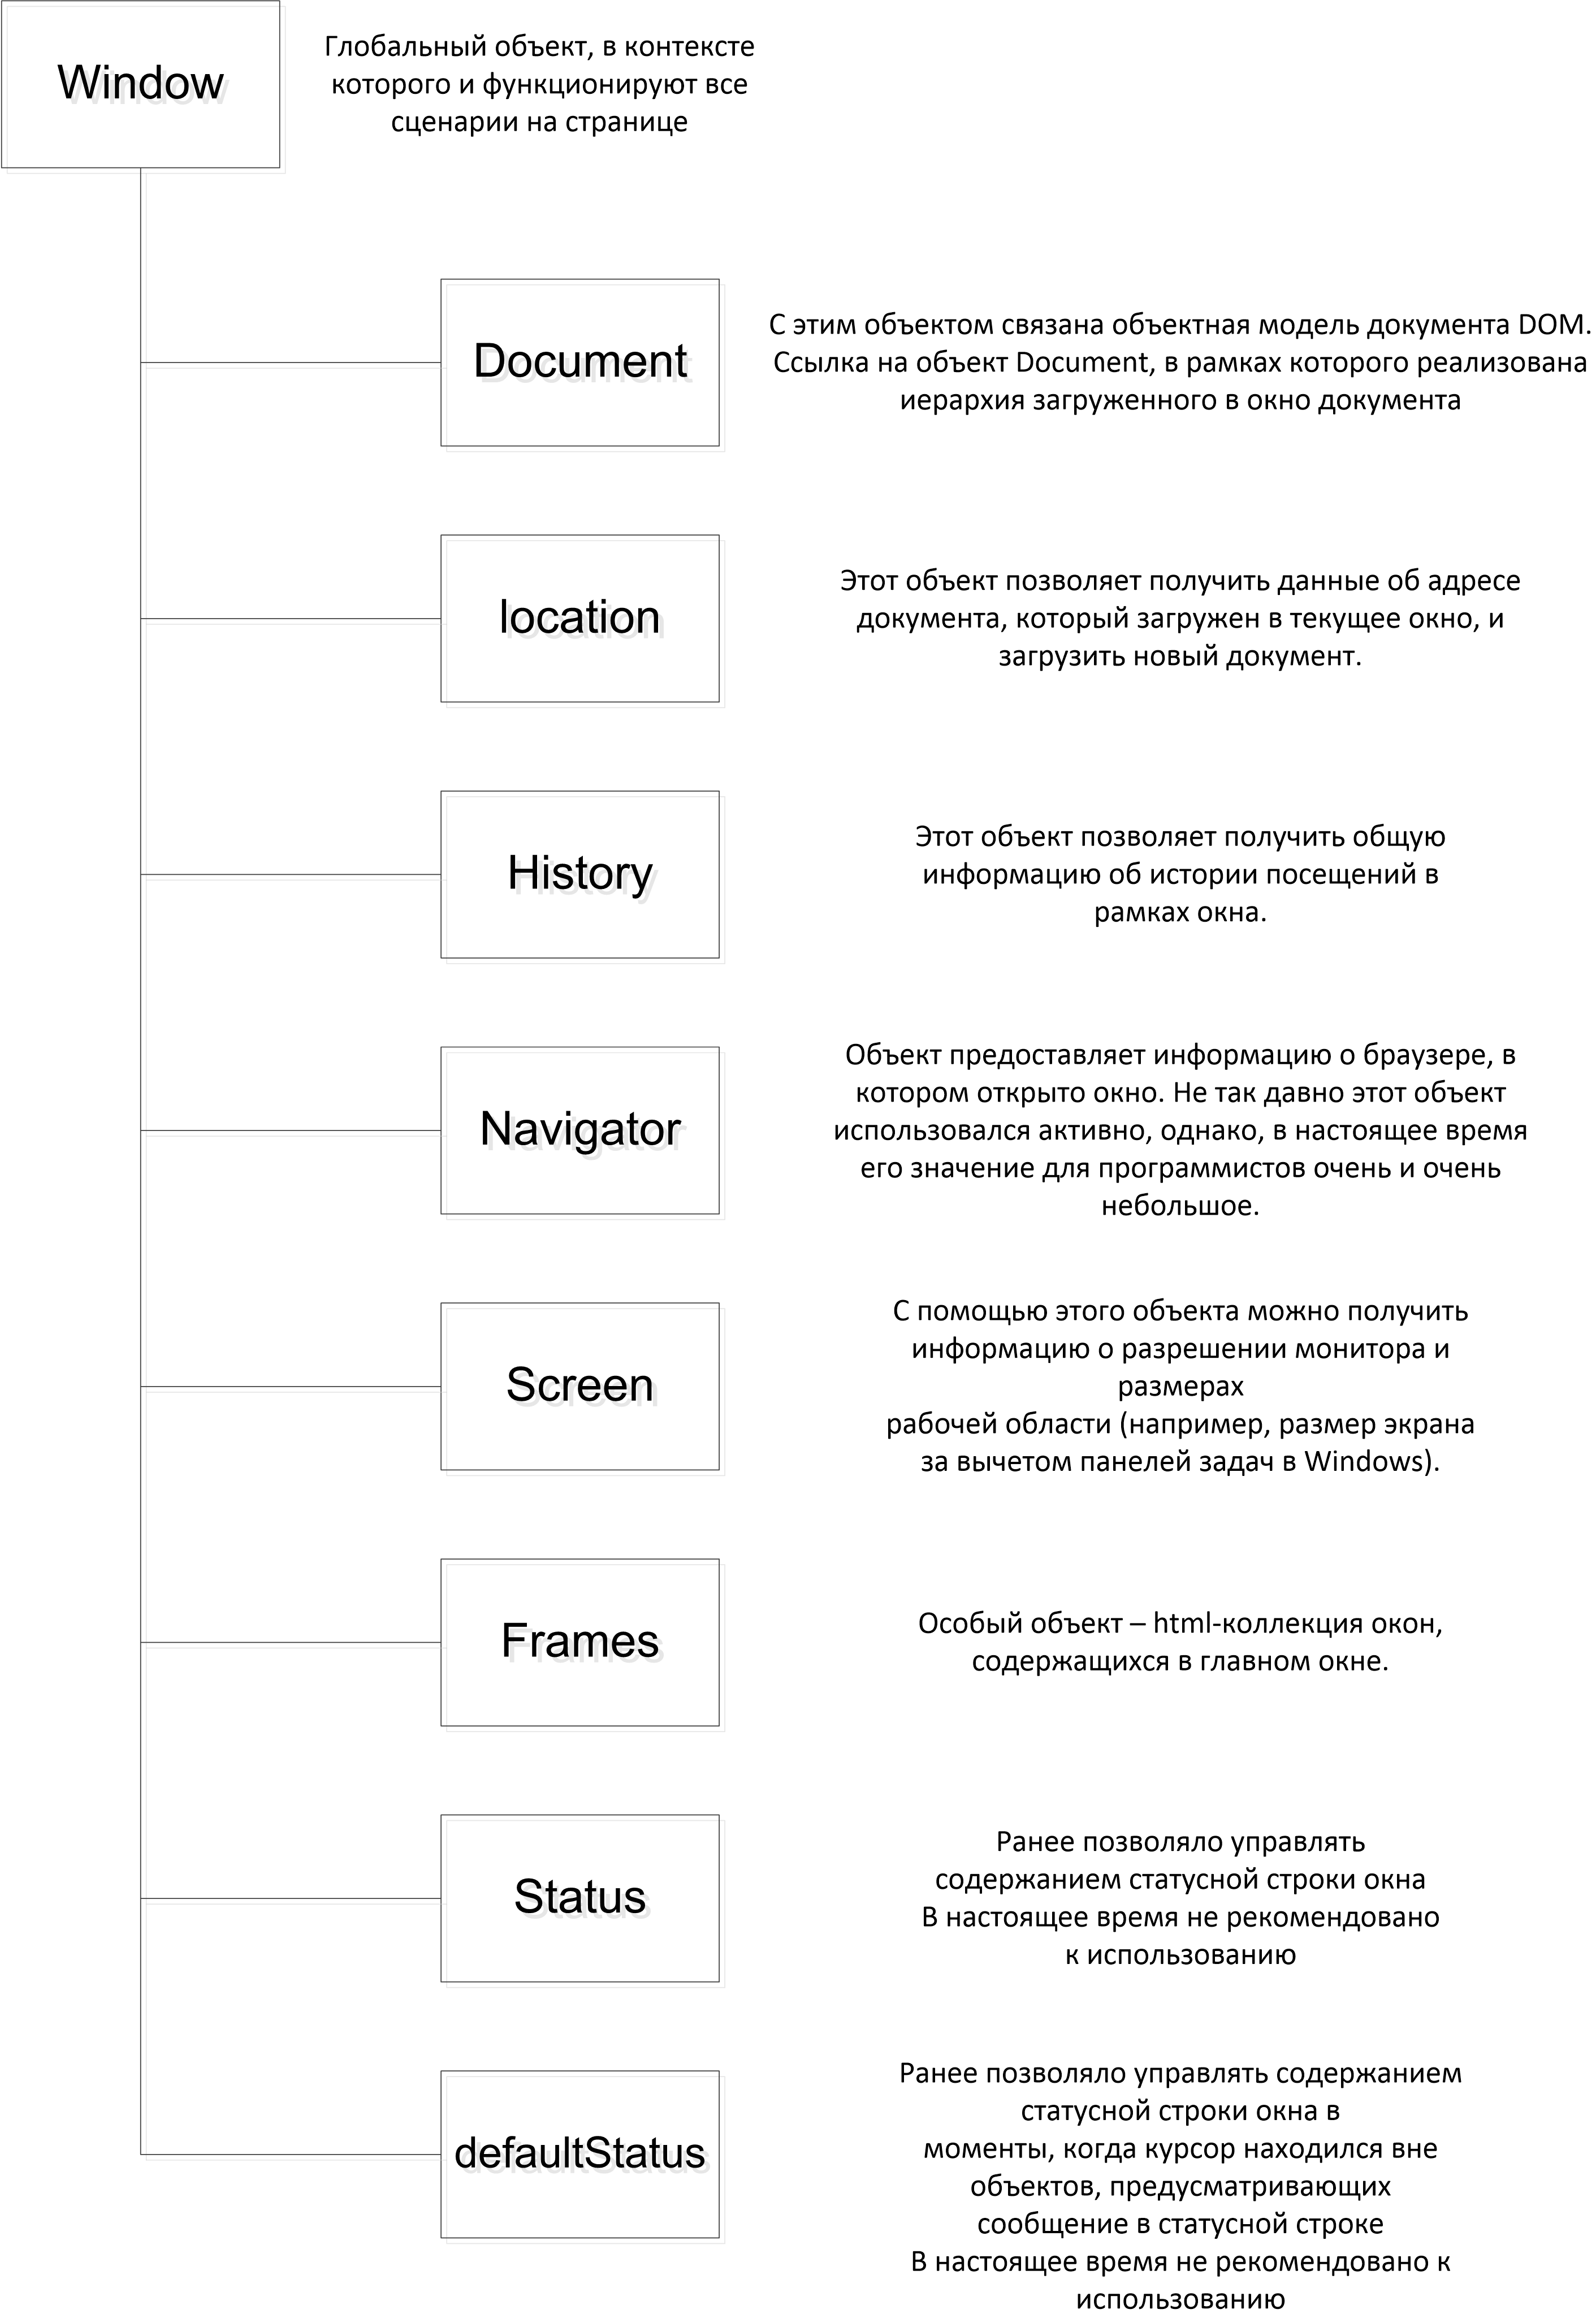 Window
Глобальный объект, в контексте
которого и функционируют все
сценарии на странице
Document
С этим объектом связана объектная модель документа DOM.
Ссылка на объект Document, в рамках которого реализована
иерархия загруженного в окно документа
location
Этот объект позволяет получить данные об адресе
документа, который загружен в текущее окно, и
загрузить новый документ.
History
Этот объект позволяет получить общую
информацию об истории посещений в
рамках окна.
Navigator
Объект предоставляет информацию о браузере, в
котором открыто окно. Не так давно этот объект
использовался активно, однако, в настоящее время
его значение для программистов очень и очень
небольшое.
Screen
С помощью этого объекта можно получить
информацию о разрешении монитора и
размерах
рабочей области (например, размер экрана
за вычетом панелей задач в Windows).
Frames
Особый объект – html-коллекция окон,
содержащихся в главном окне.
Status
Ранее позволяло управлять
содержанием статусной строки окна
В настоящее время не рекомендовано
к использованию
defaultStatus
Ранее позволяло управлять содержанием
статусной строки окна в
моменты, когда курсор находился вне
объектов, предусматривающих
сообщение в статусной строке
В настоящее время не рекомендовано к
использованию